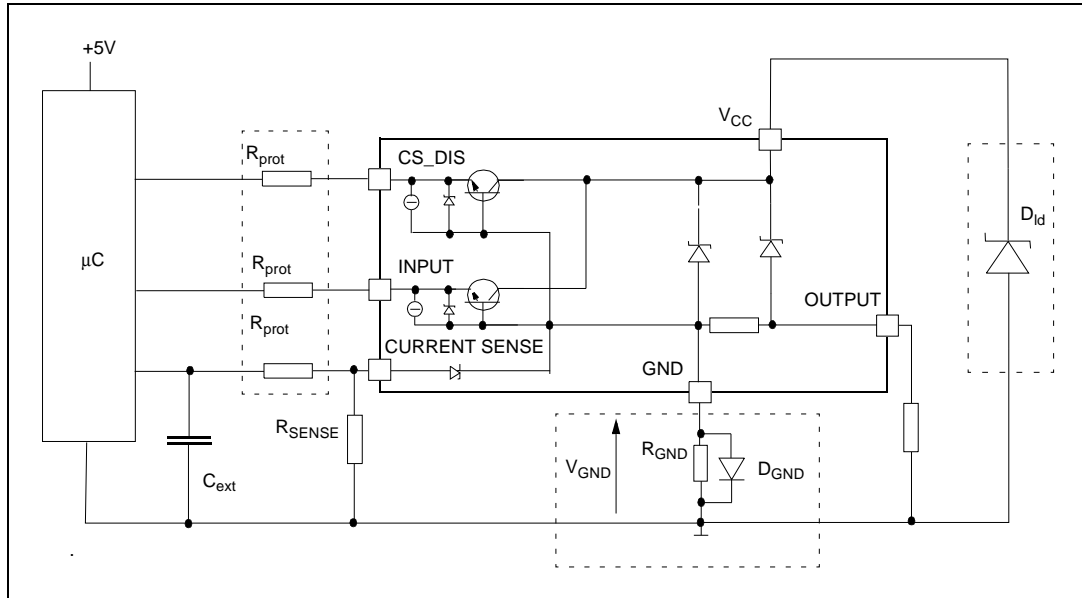 +5V
V_CC
R_prot
CS_DIS
D_ld
μC
R_prot
INPUT
OUTPUT
R_prot
CURRENT SENSE
GND
R_SENSE
R_GND
V_GND
D_GND
C_ext
.